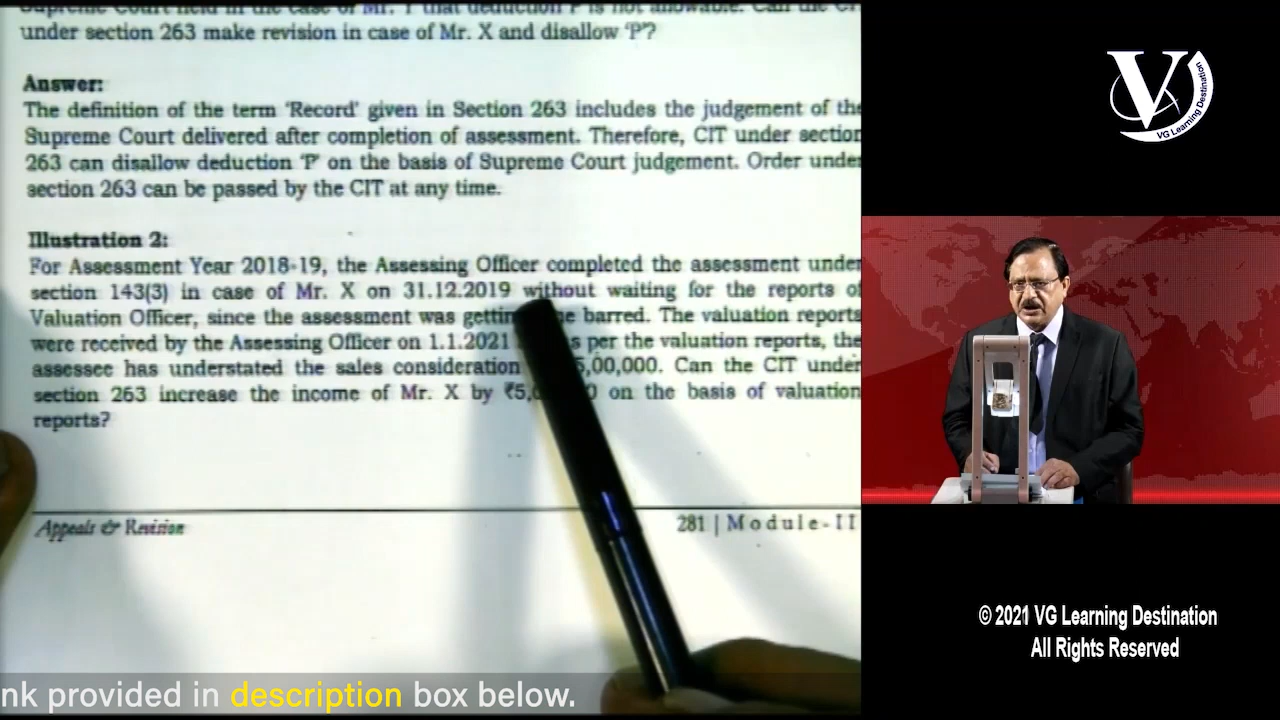 Supreme Court held in the case of Mr. Y that deduction P is not allowable. Can the CIT
under section 263 make revision in case of Mr. X and disallow 'P'?
Answer:
The definition of the term 'Record' given in Section 263 includes the judgement of the
Supreme Court delivered after completion of assessment. Therefore, CIT under section
263 can disallow deduction 'P' on the basis of Supreme Court judgement. Order under
section 263 can be passed by the CIT at any time.
Illustration 2:
For Assessment Year 2018-19, the Assessing Officer completed the assessment under
section 143(3) in case of Mr. X on 31.12.2019 without waiting for the reports of
Valuation Officer, since the assessment was barred. The valuation reports
were received by the Assessing Officer on 1.1.2021 per the valuation reports, the
assessee has understated the sales consideration 5,00,000. Can the CIT under
section 263 increase the income of Mr. X by on the basis of valuation
reports?
Appeals & Revision
281 | Module-II
V
VG Learning Destination
© 2021 VG Learning Destination
All Rights Reserved
nk provided in description box below.